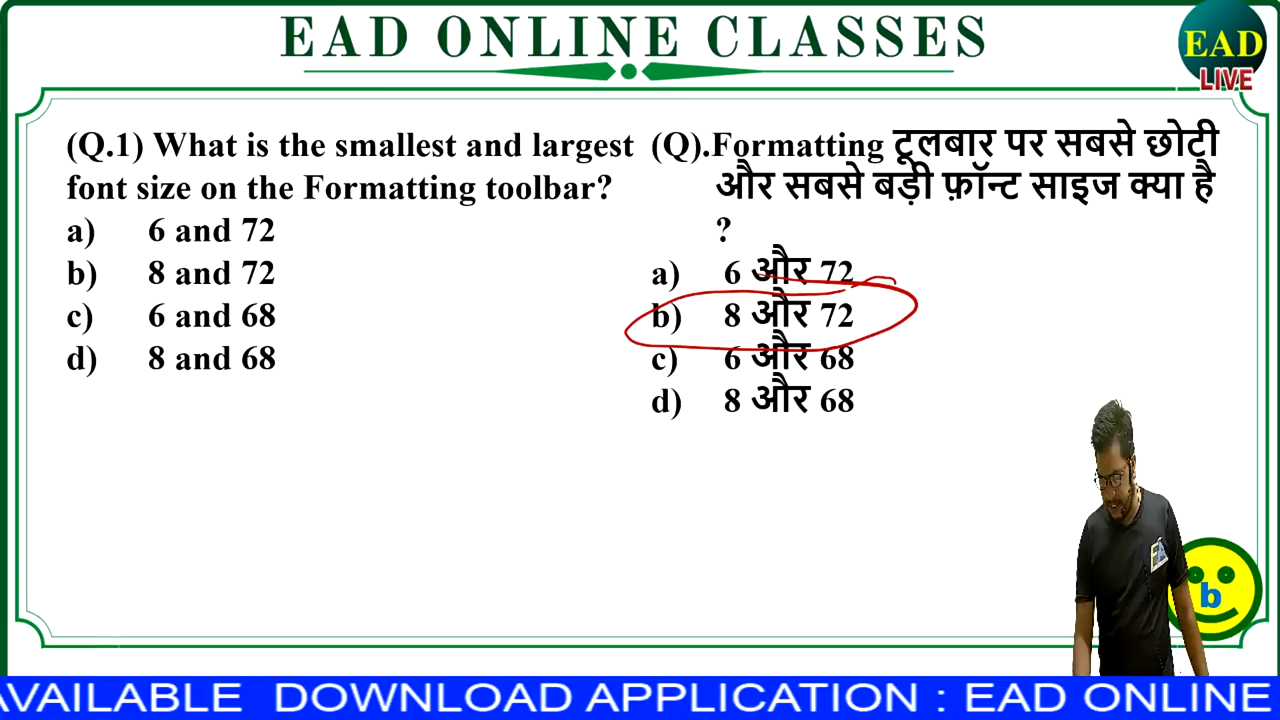 EAD ONLINE CLASSES
EAD
LIVE
(Q.1) What is the smallest and largest
font size on the Formatting toolbar?
a) 6 and 72
b) 8 and 72
c) 6 and 68
d) 8 and 68
(Q).Formatting टूलबार पर सबसे छोटी
और सबसे बड़ी फ़ॉन्ट साइज क्या है
?
a) 6 और 72
b) 8 और 72
c) 6 और 68
d) 8 और 68
b
AVAILABLE DOWNLOAD APPLICATION : EAD ONLINE